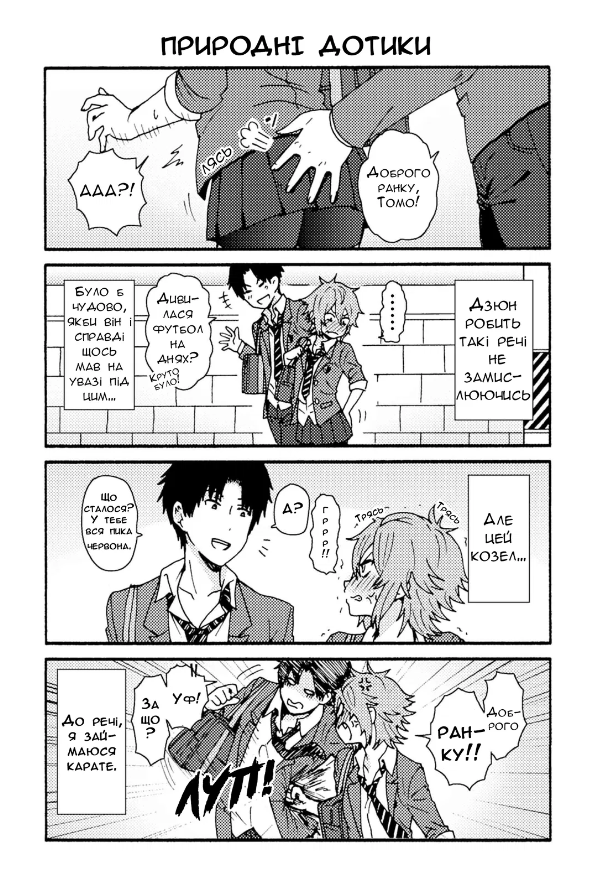 ПРИРОДНІ ДОТИКИ
ДОБРОГО
РАНКУ,
ТОМО!
ЛЯСЬ
ААА?!
ДЗЮН
РОБИТЬ
ТАКІ РЕЧІ
НЕ
ЗАМИС-
ЛЮЮЧИСЬ
......
ДИВИ-
ЛАСЯ
ФУТБОЛ
НА
ДНЯХ?
КРУТО
БУЛО!
БУЛО Б
ЧУДОВО,
ЯКБИ ВІН І
СПРАВДІ
ЩОСЬ
МАВ НА
УВАЗІ ПІД
ЦИМ...
АЛЕ
ЦЕЙ
КОЗЕЛ...
ТРЯСЬ
ТРЯСЬ-
ГРРР!!
А?
ЩО
СТАЛОСЯ?
У ТЕБЕ
ВСЯ ПИКА
ЧЕРВОНА.
ДОБ-
РОГО
РАН-
КУ!!
УФ!
ЗА
ЩО?
ЛУП!
ДО РЕЧІ,
Я ЗАЙ-
МАЮСЯ
КАРАТЕ.